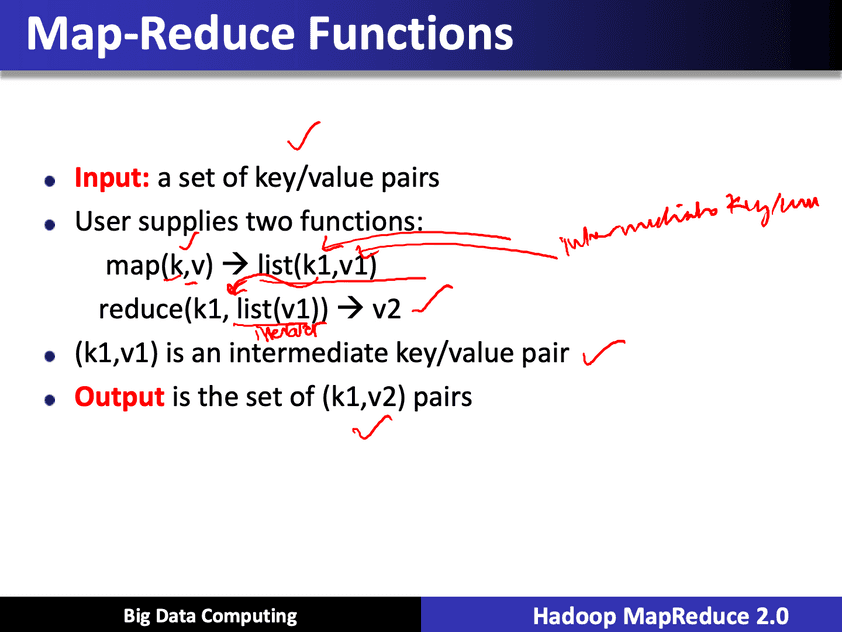 Map-Reduce Functions
Input: a set of key/value pairs
User supplies two functions:
intermediate key/
map(k,v) → list(k1,v1)
reduce(k1, list(v1)) → v2
iterator
(k1,v1) is an intermediate key/value pair
Output is the set of (k1,v2) pairs
Big Data Computing
Hadoop MapReduce 2.0